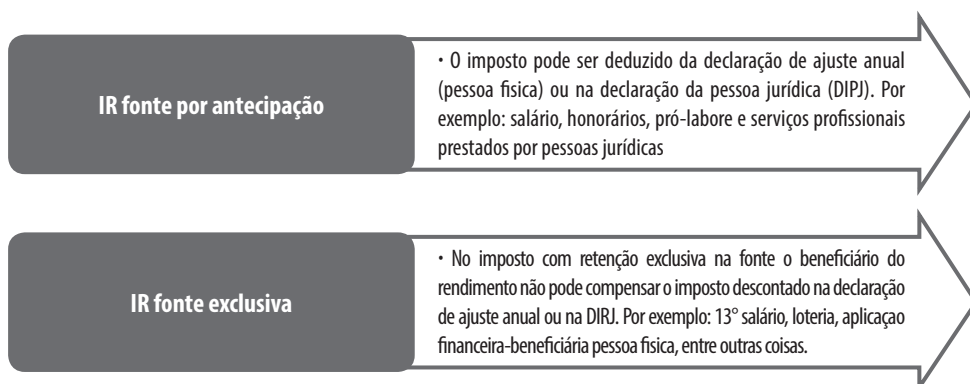 IR fonte por antecipação
• O imposto pode ser deduzido da declaração de ajuste anual
(pessoa fisica) ou na declaração da pessoa jurídica (DIPJ). Por
exemplo: salário, honorários, pró-labore e serviços profissionais
prestados por pessoas jurídicas
IR fonte exclusiva
• No imposto com retenção exclusiva na fonte o beneficiário do
rendimento não pode compensar o imposto descontado na declaração
de ajuste anual ou na DIRJ. Por exemplo: 13° salário, loteria, aplicaçao
financeira-beneficiária pessoa fisica, entre outras coisas.